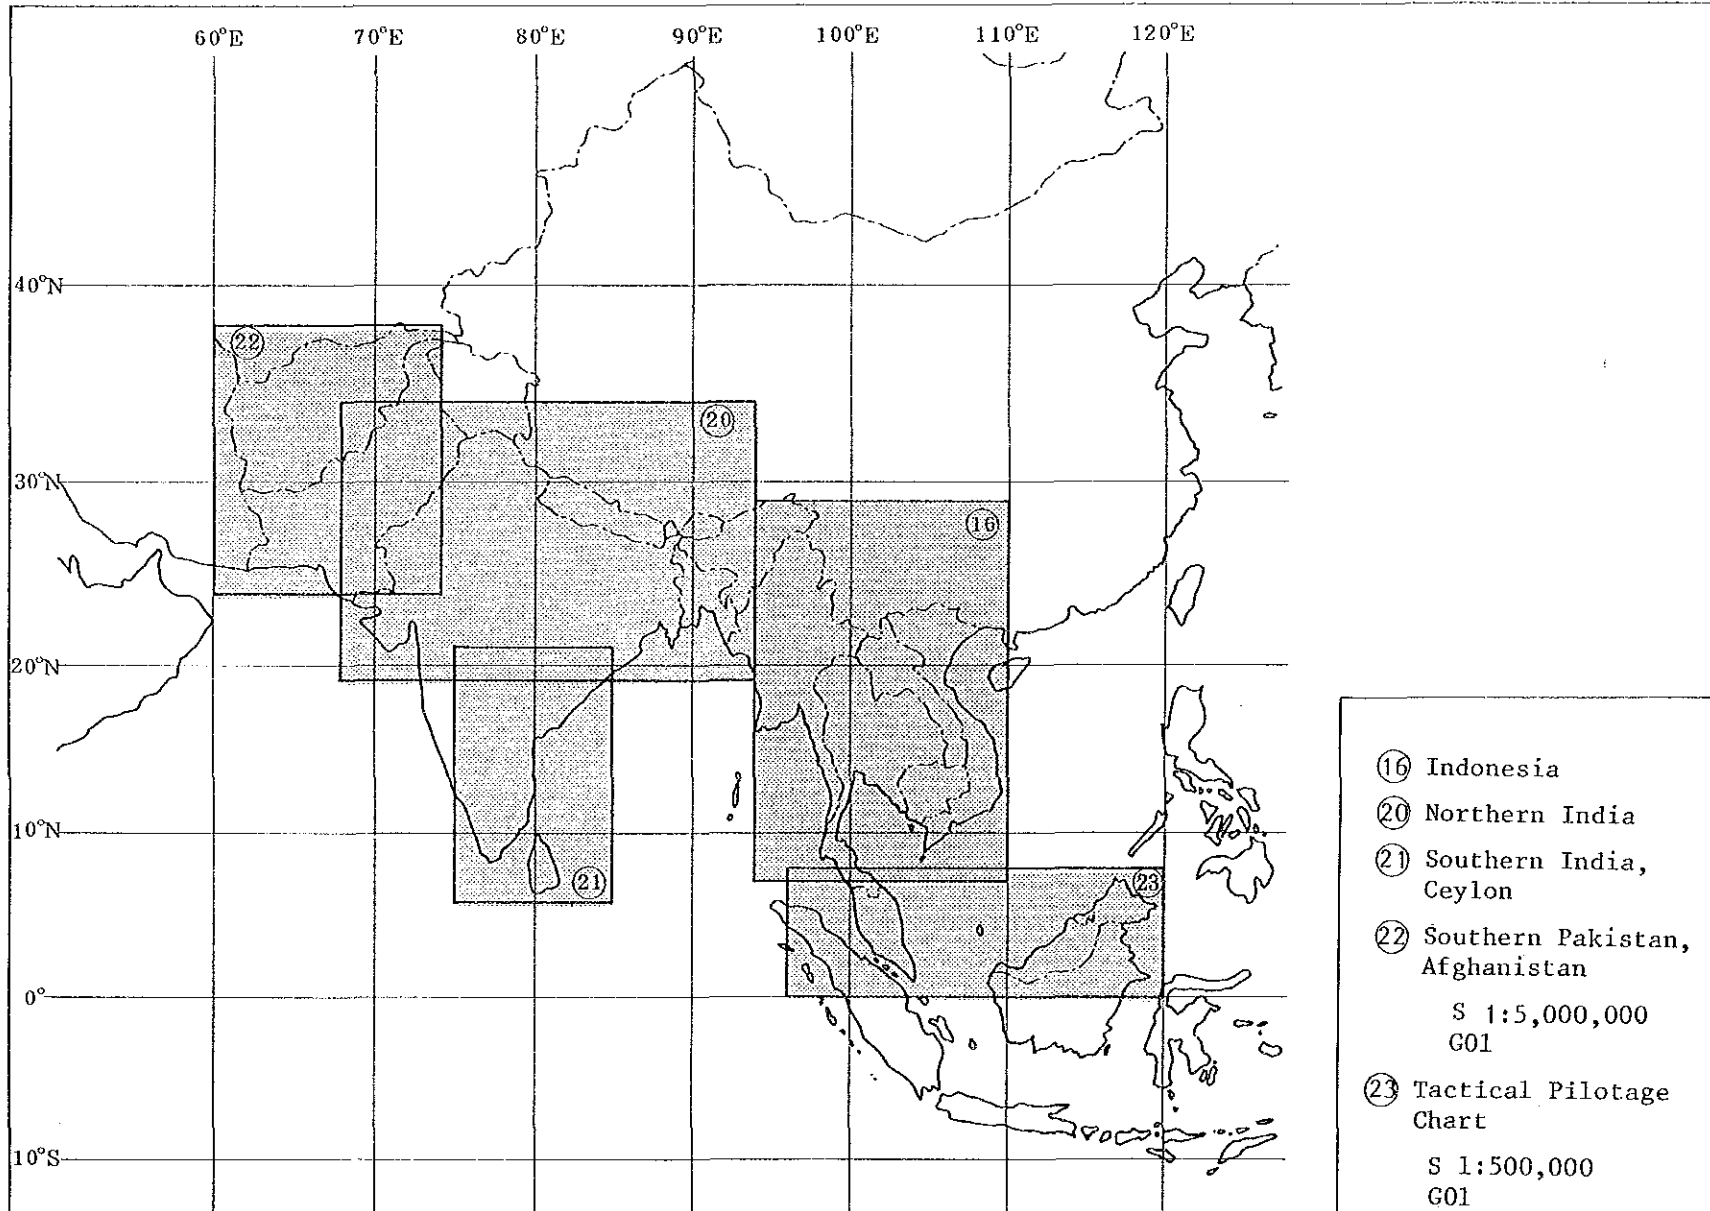 60°E 70°E 80°E 90°E 100°E 110°E 120°E
40°N
22
20
30°N
16
20°N
10°N
21
23
0°
10°S
16 Indonesia
20 Northern India
21 Southern India,
Ceylon
22 Southern Pakistan,
Afghanistan
S 1:5,000,000
G01
23 Tactical Pilotage
Chart
S 1:500,000
G01